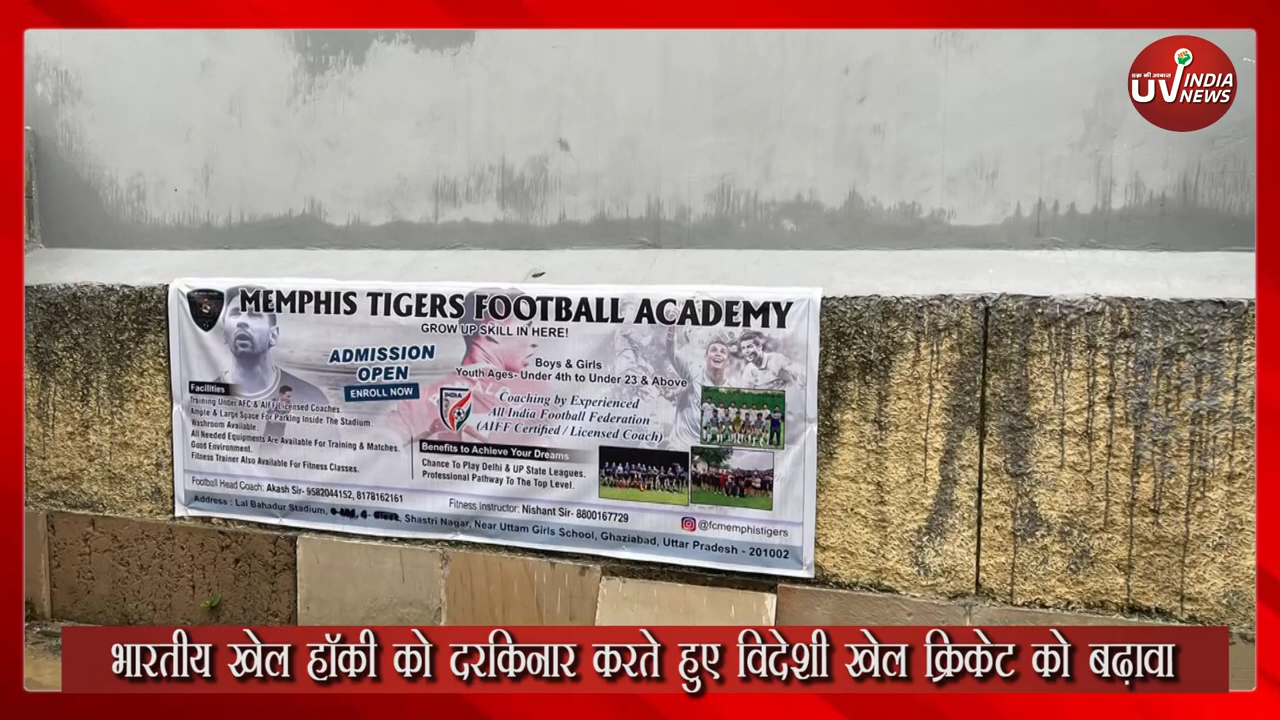 हक़ की आवाज़
UV INDIA NEWS
MEMPHIS TIGERS FOOTBALL ACADEMY
GROW UP SKILL IN HERE!
ADMISSION OPEN
ENROLL NOW
Boys & Girls
Youth Ages- Under 4th to Under 23 & Above
INDIA
Coaching by Experienced
All India Football Federation
(AIFF Certified / Licensed Coach)
Facilities
Training Under AFC & AIFF Licensed Coaches.
Ample & Large Space For Parking Inside The Stadium.
Washroom Available.
All Needed Equipments Are Available For Training & Matches.
Good Environment.
Fitness Trainer Also Available For Fitness Classes.
Benefits to Achieve Your Dreams
Chance To Play Delhi & UP State Leagues.
Professional Pathway To The Top Level.
Football Head Coach: Akash Sir- 9582044152, 8178162161
Fitness Instructor: Nishant Sir- 8800167729
@fcmemphistigers
Address : Lal Bahadur Stadium, Shastri Nagar, Near Uttam Girls School, Ghaziabad, Uttar Pradesh - 201002
भारतीय खेल हॉकी को दरकिनार करते हुए विदेशी खेल क्रिकेट को बढ़ावा